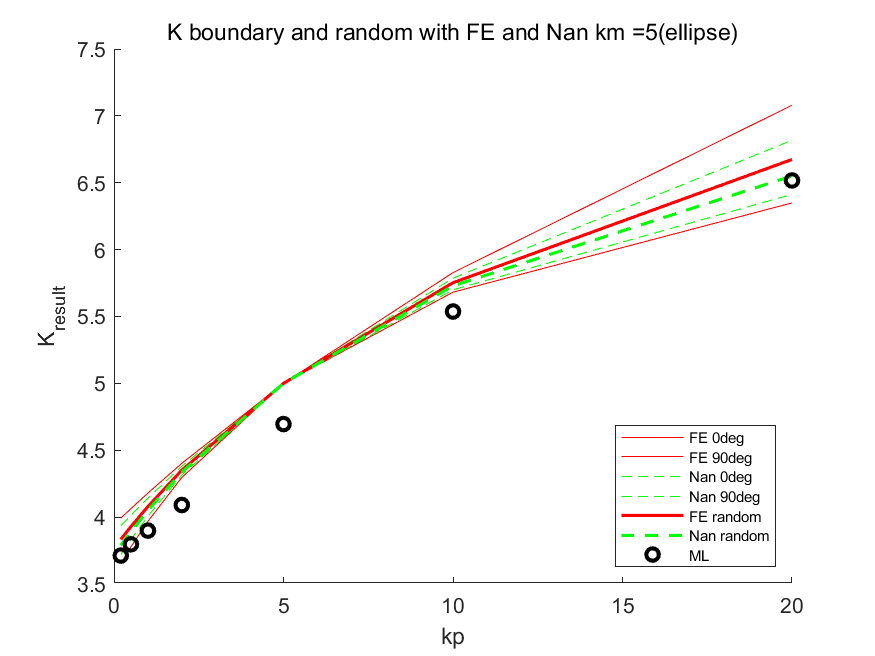 K boundary and random with FE and Nan km =5(ellipse)
7.5
7
6.5
6
5.5
5
4.5
4
3.5
K_result
0
5
10
15
20
kp
FE 0deg
FE 90deg
Nan 0deg
Nan 90deg
FE random
Nan random
ML